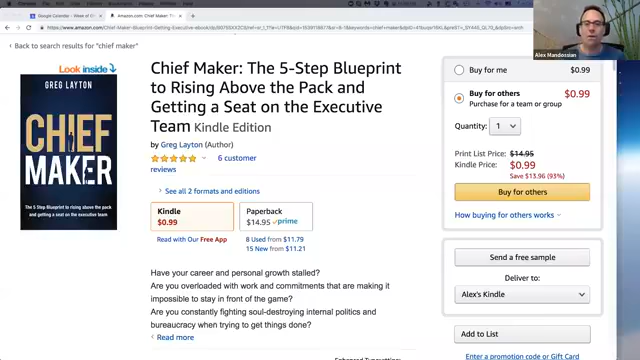 Google Calendar - Week of O
Amazon.com: Chief Maker: Th
Back to search results for "chief maker"
Look inside
GREG LAYTON
CHIEF
MAKER
The 5 Step Blueprint to rising above the pack
and getting a seat on the executive team
Chief Maker: The 5-Step Blueprint
to Rising Above the Pack and
Getting a Seat on the Executive
Team Kindle Edition
by Greg Layton (Author)
6 customer
reviews
See all 2 formats and editions
Kindle
$0.99
Paperback
$14.95 prime
Read with Our Free App
8 Used from $11.79
15 New from $11.21
Have your career and personal growth stalled?
Are you overloaded with work and commitments that are making it
impossible to stay in front of the game?
Are you constantly fighting soul-destroying internal politics and
bureaucracy when trying to get things done?
Read more
Buy for me $0.99
Buy for others $0.99
Purchase for a team or group
Quantity: 1
Print List Price: $14.95
Kindle Price: $0.99
Save $13.96 (93%)
Buy for others
How buying for others works
Send a free sample
Deliver to:
Alex's Kindle
Add to List
Enter a promotion code or Gift Card
Alex Mandossian